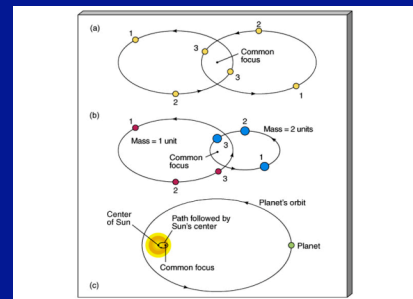 (a)
1
2
3
Common
focus
3
2
1
(b)
1
2
Mass = 1 unit
Mass = 2 units
3
Common
focus
1
3
2
Planet's orbit
Center
of Sun
Path followed by
Sun's center
Planet
Common focus
(c)